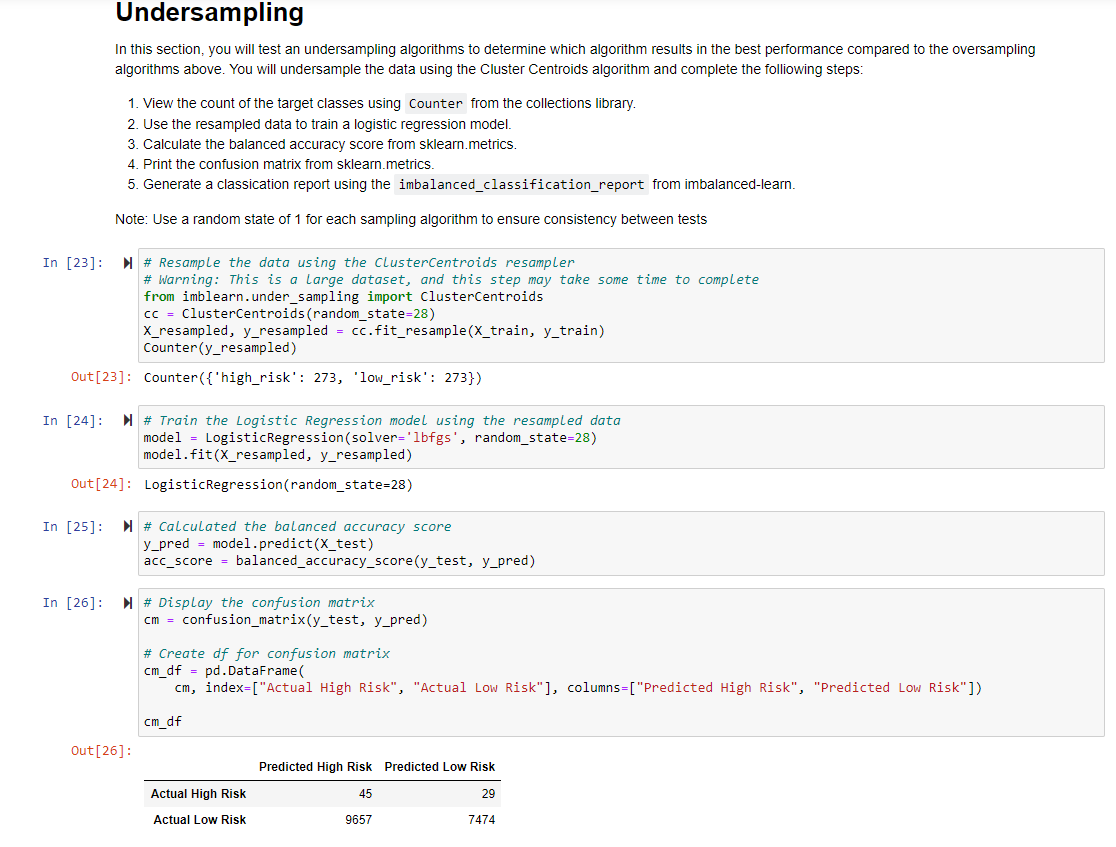 Undersampling
In this section, you will test an undersampling algorithms to determine which algorithm results in the best performance compared to the oversampling
algorithms above. You will undersample the data using the Cluster Centroids algorithm and complete the folliowing steps:
1. View the count of the target classes using Counter from the collections library.
2. Use the resampled data to train a logistic regression model.
3. Calculate the balanced accuracy score from sklearn.metrics.
4. Print the confusion matrix from sklearn.metrics.
5. Generate a classication report using the imbalanced_classification_report from imbalanced-learn.
Note: Use a random state of 1 for each sampling algorithm to ensure consistency between tests
In [23]: # Resample the data using the ClusterCentroids resampler
# Warning: This is a large dataset, and this step may take some time to complete
from imblearn.under_sampling import ClusterCentroids
cc = ClusterCentroids(random_state=28)
X_resampled, y_resampled = cc.fit_resample(X_train, y_train)
Counter(y_resampled)
Out[23]: Counter({'high_risk': 273, 'low_risk': 273})
In [24]: # Train the Logistic Regression model using the resampled data
model = LogisticRegression(solver='lbfgs', random_state=28)
model.fit(X_resampled, y_resampled)
Out[24]: LogisticRegression(random_state=28)
In [25]: # Calculated the balanced accuracy score
y_pred = model.predict(X_test)
acc_score = balanced_accuracy_score(y_test, y_pred)
In [26]: # Display the confusion matrix
cm = confusion_matrix(y_test, y_pred)
# Create df for confusion matrix
cm_df = pd.DataFrame(
cm, index=["Actual High Risk", "Actual Low Risk"], columns=["Predicted High Risk", "Predicted Low Risk"])
cm_df
Out[26]:
Predicted High Risk Predicted Low Risk
Actual High Risk 45 29
Actual Low Risk 9657 7474